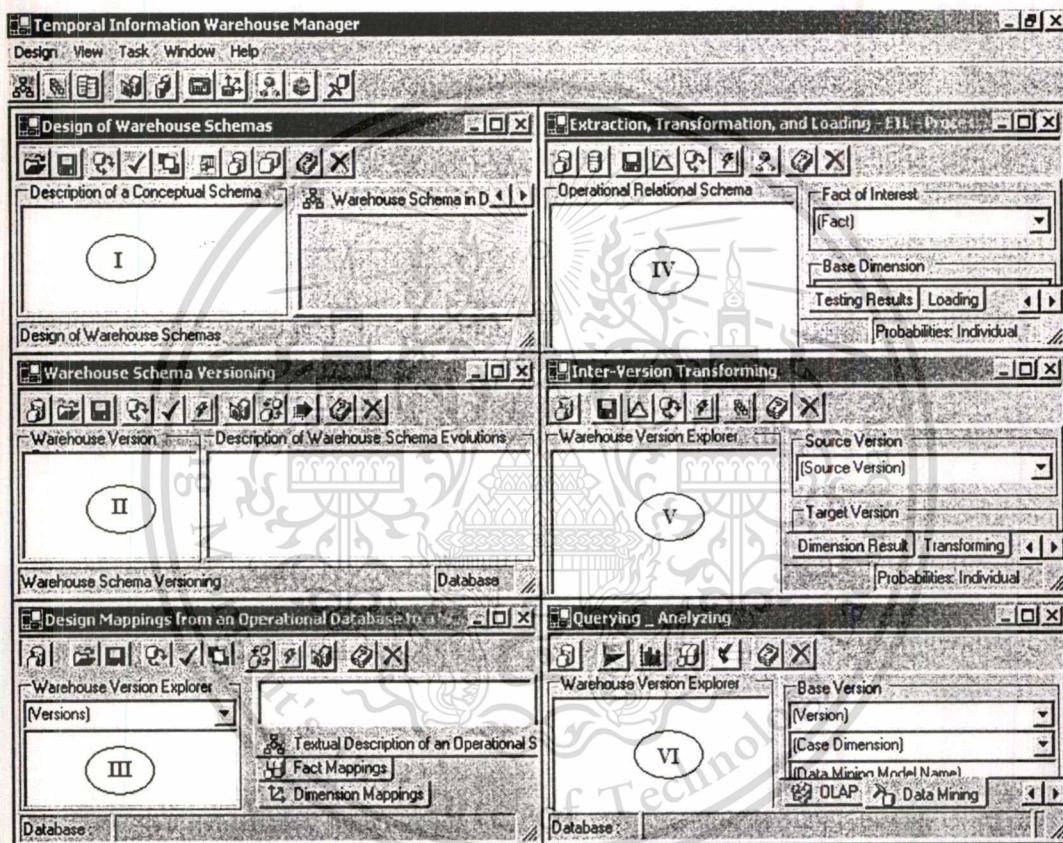 Temporal Information Warehouse Manager
Design View Task Window Help
Design of Warehouse Schemas
Description of a Conceptual Schema
Warehouse Schema in D
I
Design of Warehouse Schemas
Extraction, Transformation, and Loading - ETL - Proce
Operational Relational Schema
Fact of Interest
(Fact)
IV
Base Dimension
Testing Results Loading
Probabilities: Individual
Warehouse Schema Versioning
Warehouse Version
Description of Warehouse Schema Evolutions
II
Warehouse Schema Versioning
Database
Inter-Version Transforming
Warehouse Version Explorer
Source Version
(Source Version)
V
Target Version
Dimension Result Transforming
Probabilities: Individual
Design Mappings from an Operational Database to a
Warehouse Version Explorer
(Versions)
III
Textual Description of an Operational S
Fact Mappings
Dimension Mappings
Database :
Querying _ Analyzing
Warehouse Version Explorer
Base Version
(Version)
(Case Dimension)
VI
(Data Mining Model Name)
OLAP Data Mining
Database :